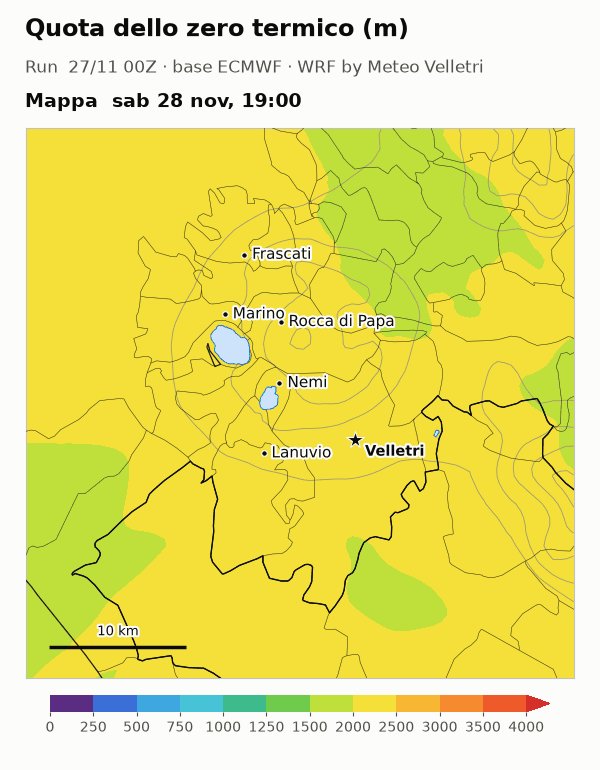 Quota dello zero termico (m)
Run 27/11 00Z · base ECMWF · WRF by Meteo Velletri
Mappa sab 28 nov, 19:00
Frascati
Marino
Rocca di Papa
Nemi
Velletri
Lanuvio
10 km
0 250 500 750 1000 1250 1500 2000 2500 3000 3500 4000